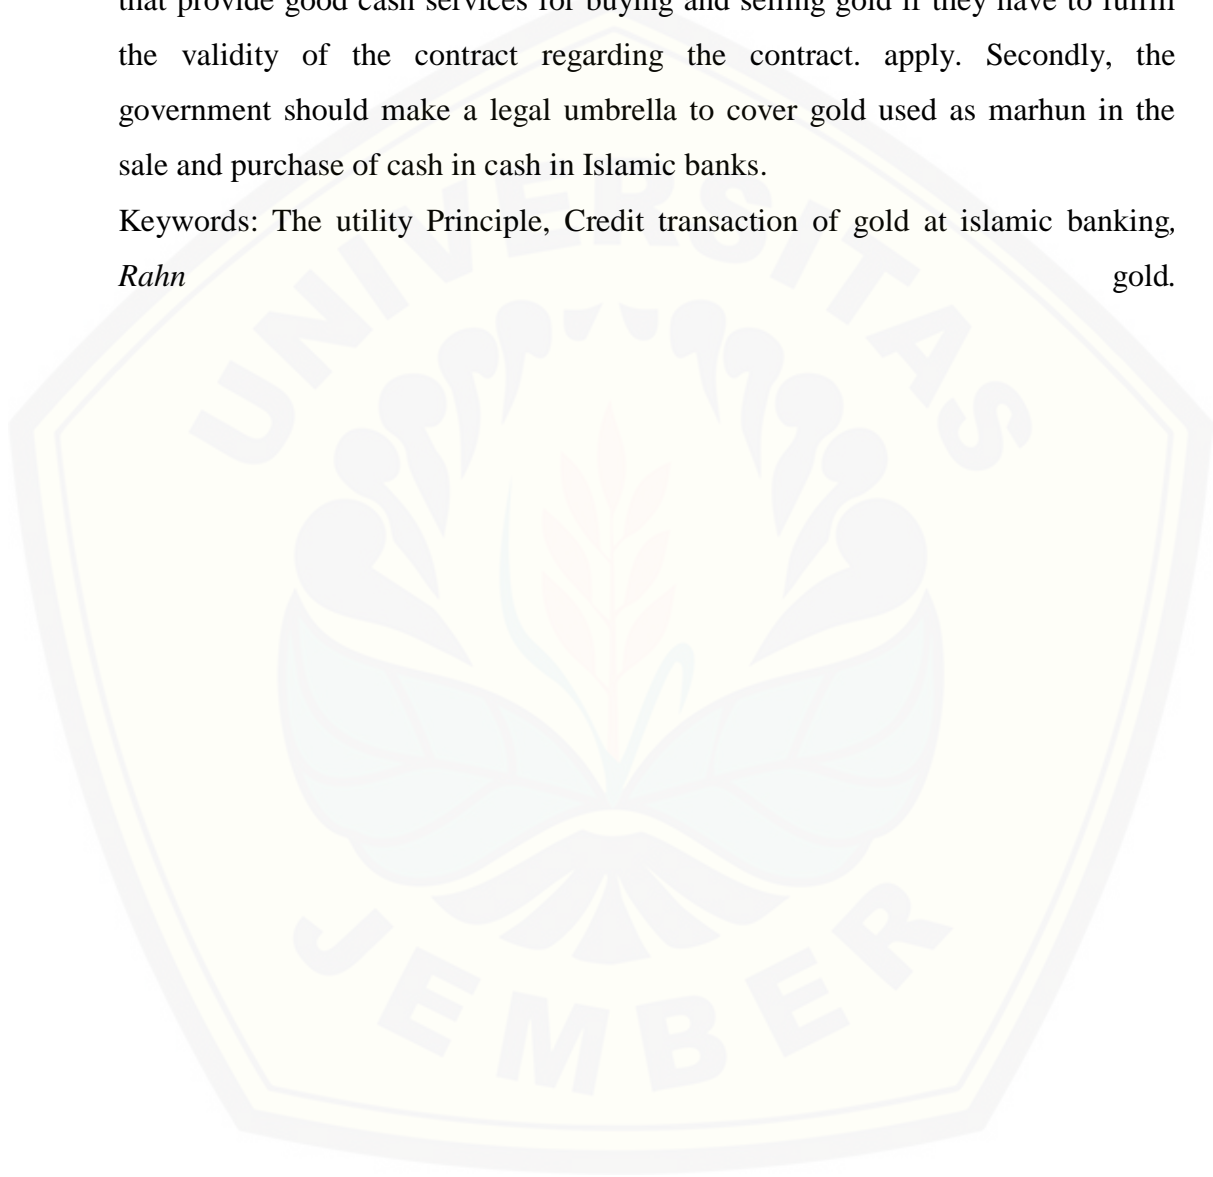 that provide good cash services for buying and selling gold if they have to fulfill
the validity of the contract regarding the contract. apply. Secondly, the
government should make a legal umbrella to cover gold used as marhun in the
sale and purchase of cash in cash in Islamic banks.
Keywords: The utility Principle, Credit transaction of gold at islamic banking,
Rahn gold.
UNIVERSITAS
JEMBER